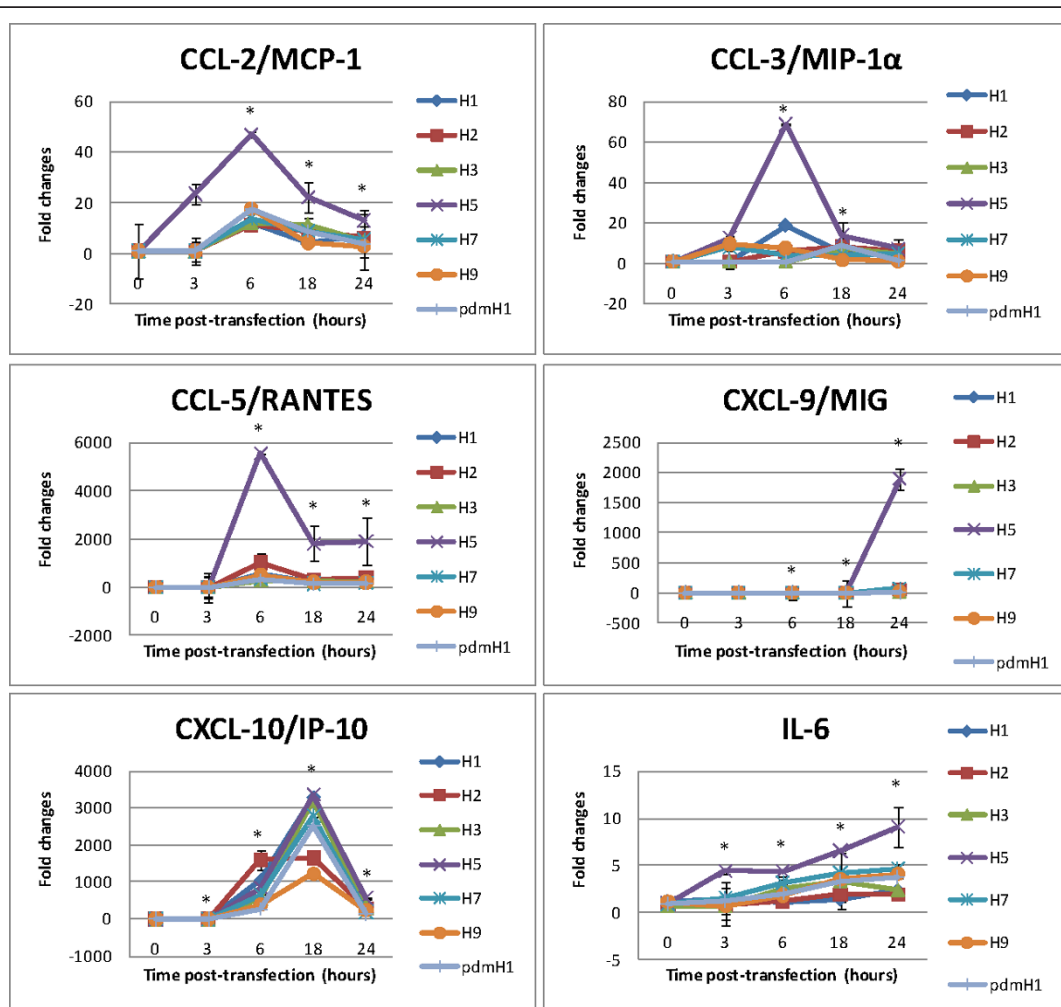 CCL-2/MCP-1
60
40
20
0
-20
Fold changes
*
*
*
0 3 6 18 24
Time post-transfection (hours)
H1
H2
H3
H5
H7
H9
pdmH1
CCL-3/MIP-1α
80
60
40
20
0
-20
Fold changes
*
*
0 3 6 18 24
Time post-transfection (hours)
H1
H2
H3
H5
H7
H9
pdmH1
CCL-5/RANTES
6000
4000
2000
0
-2000
Fold changes
*
*
*
0 3 6 18 24
Time post-transfection (hours)
H1
H2
H3
H5
H7
H9
pdmH1
CXCL-9/MIG
2500
2000
1500
1000
500
0
-500
Fold changes
*
*
*
0 3 6 18 24
Time post-transfection (hours)
H1
H2
H3
H5
H7
H9
pdmH1
CXCL-10/IP-10
4000
3000
2000
1000
0
-1000
Fold changes
*
*
*
*
0 3 6 18 24
Time post-transfection (hours)
H1
H2
H3
H5
H7
H9
pdmH1
IL-6
15
10
5
0
-5
Fold changes
*
*
*
*
0 3 6 18 24
Time post-transfection (hours)
H1
H2
H3
H5
H7
H9
pdmH1